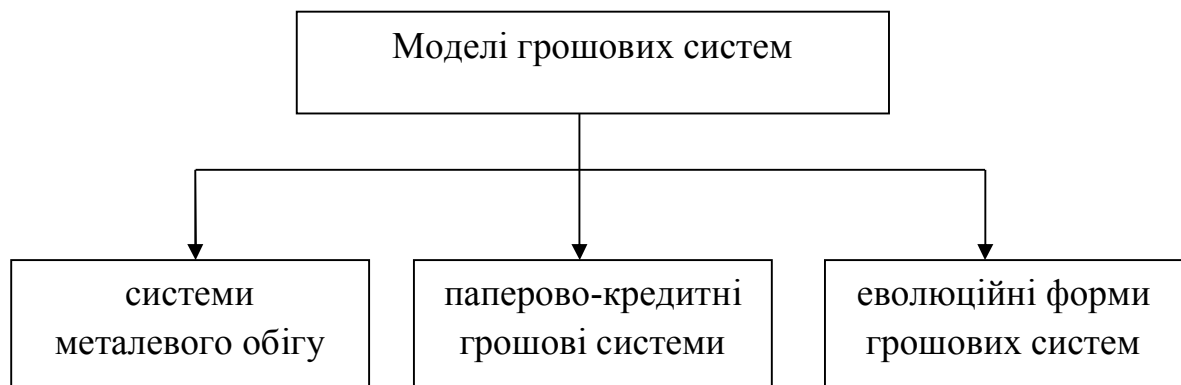 Моделі грошових систем
системи
металевого обігу
паперово-кредитні
грошові системи
еволюційні форми
грошових систем